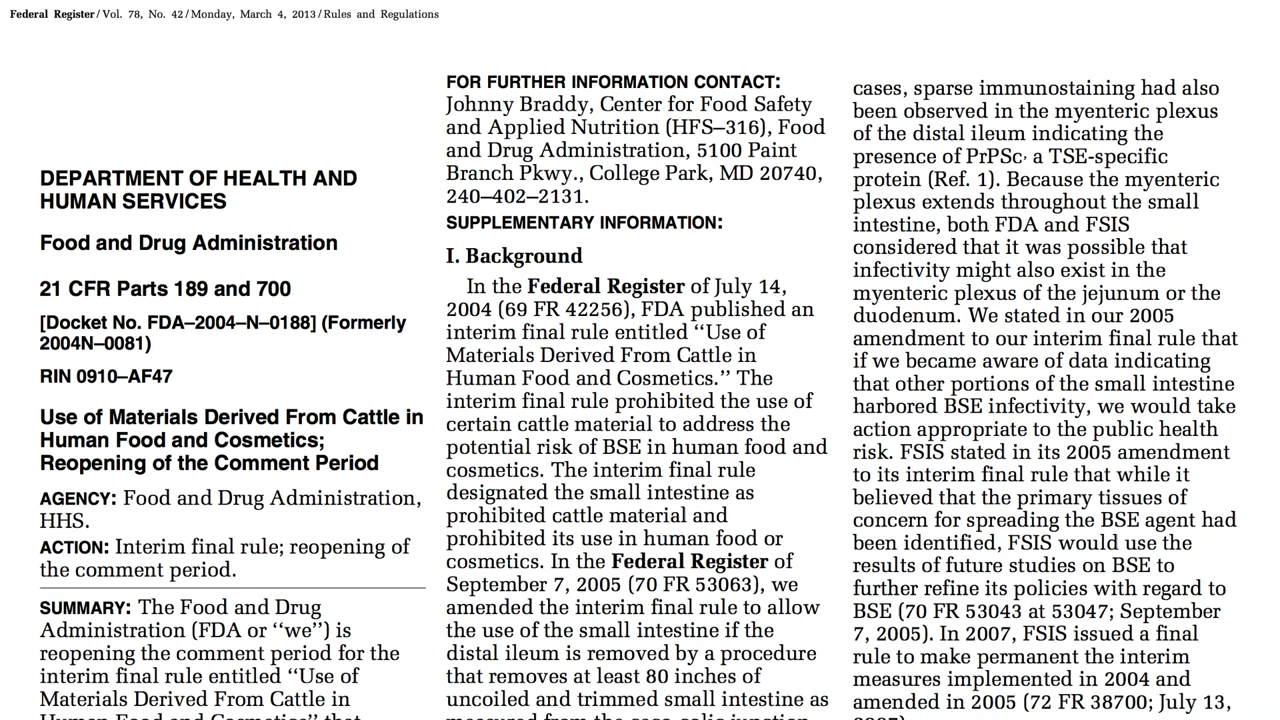 Federal Register / Vol. 78, No. 42 / Monday, March 4, 2013 / Rules and Regulations
DEPARTMENT OF HEALTH AND
HUMAN SERVICES
Food and Drug Administration
21 CFR Parts 189 and 700
[Docket No. FDA–2004–N–0188] (Formerly
2004N–0081)
RIN 0910–AF47
Use of Materials Derived From Cattle in
Human Food and Cosmetics;
Reopening of the Comment Period
AGENCY: Food and Drug Administration,
HHS.
ACTION: Interim final rule; reopening of
the comment period.
SUMMARY: The Food and Drug
Administration (FDA or ‘‘we’’) is
reopening the comment period for the
interim final rule entitled ‘‘Use of
Materials Derived From Cattle in
Human Food and Cosmetics’’ that
FOR FURTHER INFORMATION CONTACT:
Johnny Braddy, Center for Food Safety
and Applied Nutrition (HFS–316), Food
and Drug Administration, 5100 Paint
Branch Pkwy., College Park, MD 20740,
240–402–2131.
SUPPLEMENTARY INFORMATION:
I. Background
In the Federal Register of July 14,
2004 (69 FR 42256), FDA published an
interim final rule entitled ‘‘Use of
Materials Derived From Cattle in
Human Food and Cosmetics.’’ The
interim final rule prohibited the use of
certain cattle material to address the
potential risk of BSE in human food and
cosmetics. The interim final rule
designated the small intestine as
prohibited cattle material and
prohibited its use in human food or
cosmetics. In the Federal Register of
September 7, 2005 (70 FR 53063), we
amended the interim final rule to allow
the use of the small intestine if the
distal ileum is removed by a procedure
that removes at least 80 inches of
uncoiled and trimmed small intestine as
measured from the caco-colic junction
cases, sparse immunostaining had also
been observed in the myenteric plexus
of the distal ileum indicating the
presence of PrPSc, a TSE-specific
protein (Ref. 1). Because the myenteric
plexus extends throughout the small
intestine, both FDA and FSIS
considered that it was possible that
infectivity might also exist in the
myenteric plexus of the jejunum or the
duodenum. We stated in our 2005
amendment to our interim final rule that
if we became aware of data indicating
that other portions of the small intestine
harbored BSE infectivity, we would take
action appropriate to the public health
risk. FSIS stated in its 2005 amendment
to its interim final rule that while it
believed that the primary tissues of
concern for spreading the BSE agent had
been identified, FSIS would use the
results of future studies on BSE to
further refine its policies with regard to
BSE (70 FR 53043 at 53047; September
7, 2005). In 2007, FSIS issued a final
rule to make permanent the interim
measures implemented in 2004 and
amended in 2005 (72 FR 38700; July 13,